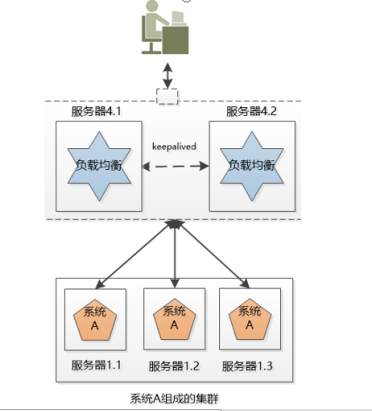 服务器4.1
服务器4.2
负载均衡
keepalived
负载均衡
系统
A
系统
A
系统
A
服务器1.1
服务器1.2
服务器1.3
系统A组成的集群